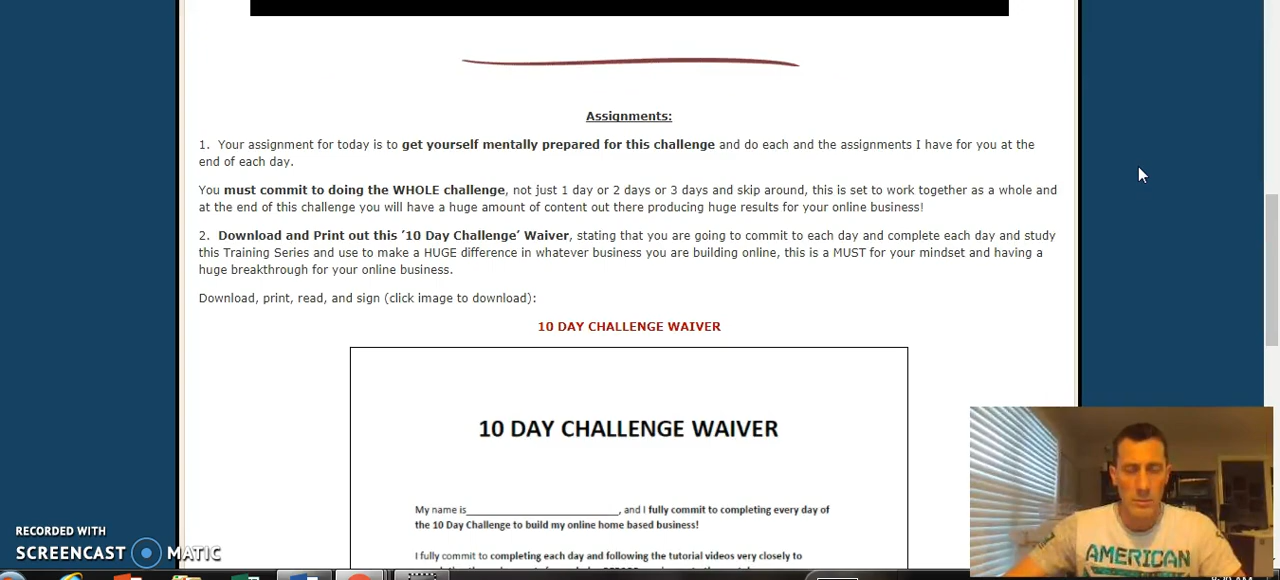 Assignments:
1. Your assignment for today is to get yourself mentally prepared for this challenge and do each and the assignments I have for you at the
end of each day.
You must commit to doing the WHOLE challenge, not just 1 day or 2 days or 3 days and skip around, this is set to work together as a whole and
at the end of this challenge you will have a huge amount of content out there producing huge results for your online business!
2. Download and Print out this '10 Day Challenge' Waiver, stating that you are going to commit to each day and complete each day and study
this Training Series and use to make a HUGE difference in whatever business you are building online, this is a MUST for your mindset and having a
huge breakthrough for your online business.
Download, print, read, and sign (click image to download):
10 DAY CHALLENGE WAIVER
10 DAY CHALLENGE WAIVER
My name is____________________________, and I fully commit to completing every day of
the 10 Day Challenge to build my online home based business!
I fully commit to completing each day and following the tutorial videos very closely to
RECORDED WITH
SCREENCAST MATIC
AMERICAN